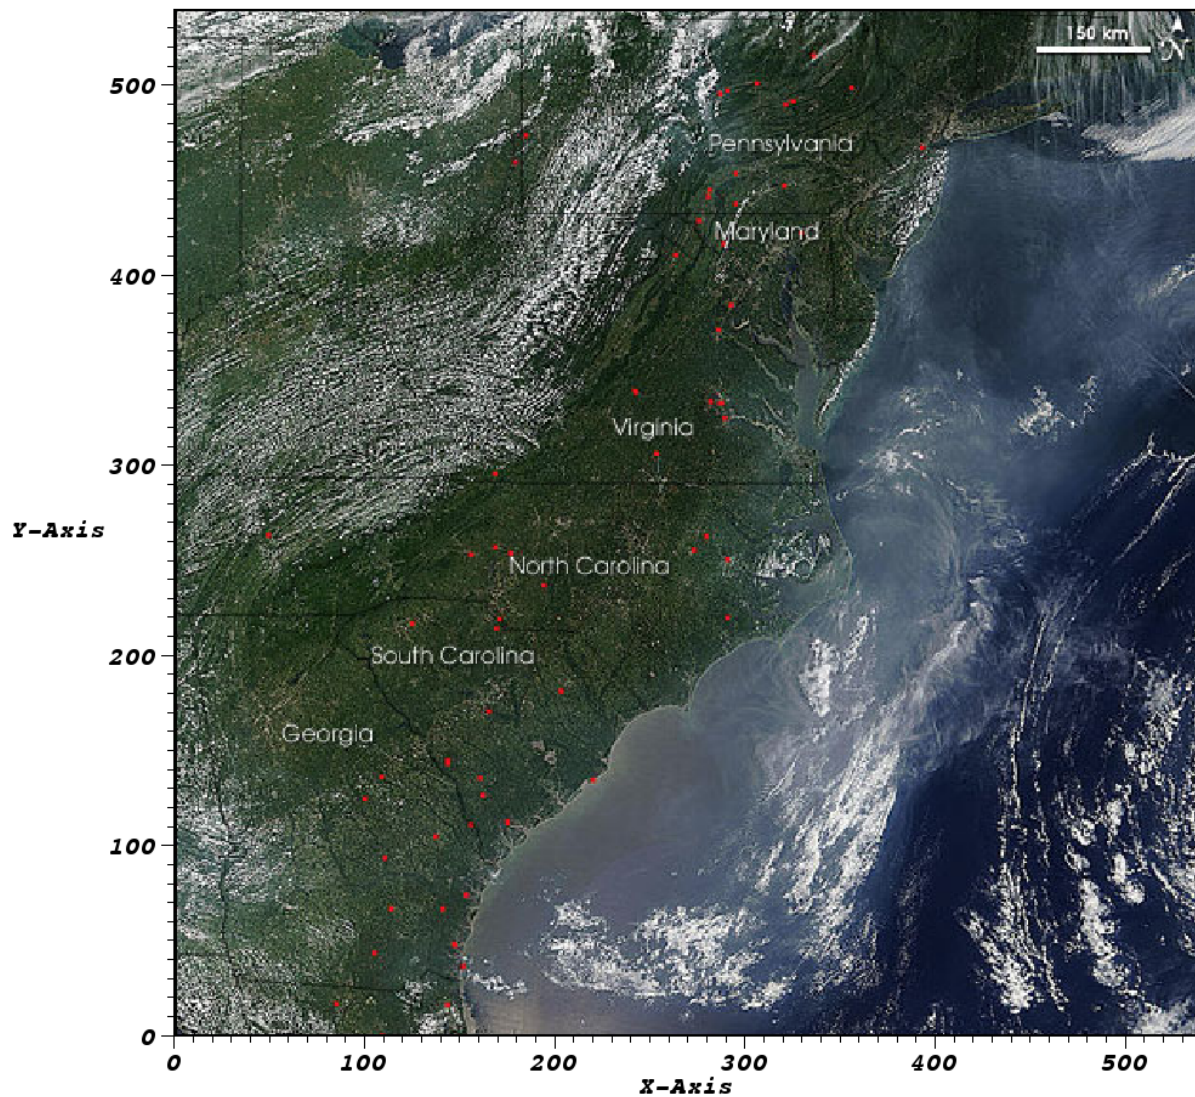 150 km
N
500
Pennsylvania
Maryland
400
Virginia
300
Y-Axis
North Carolina
200
South Carolina
Georgia
100
0
0 100 200 300 400 500
X-Axis